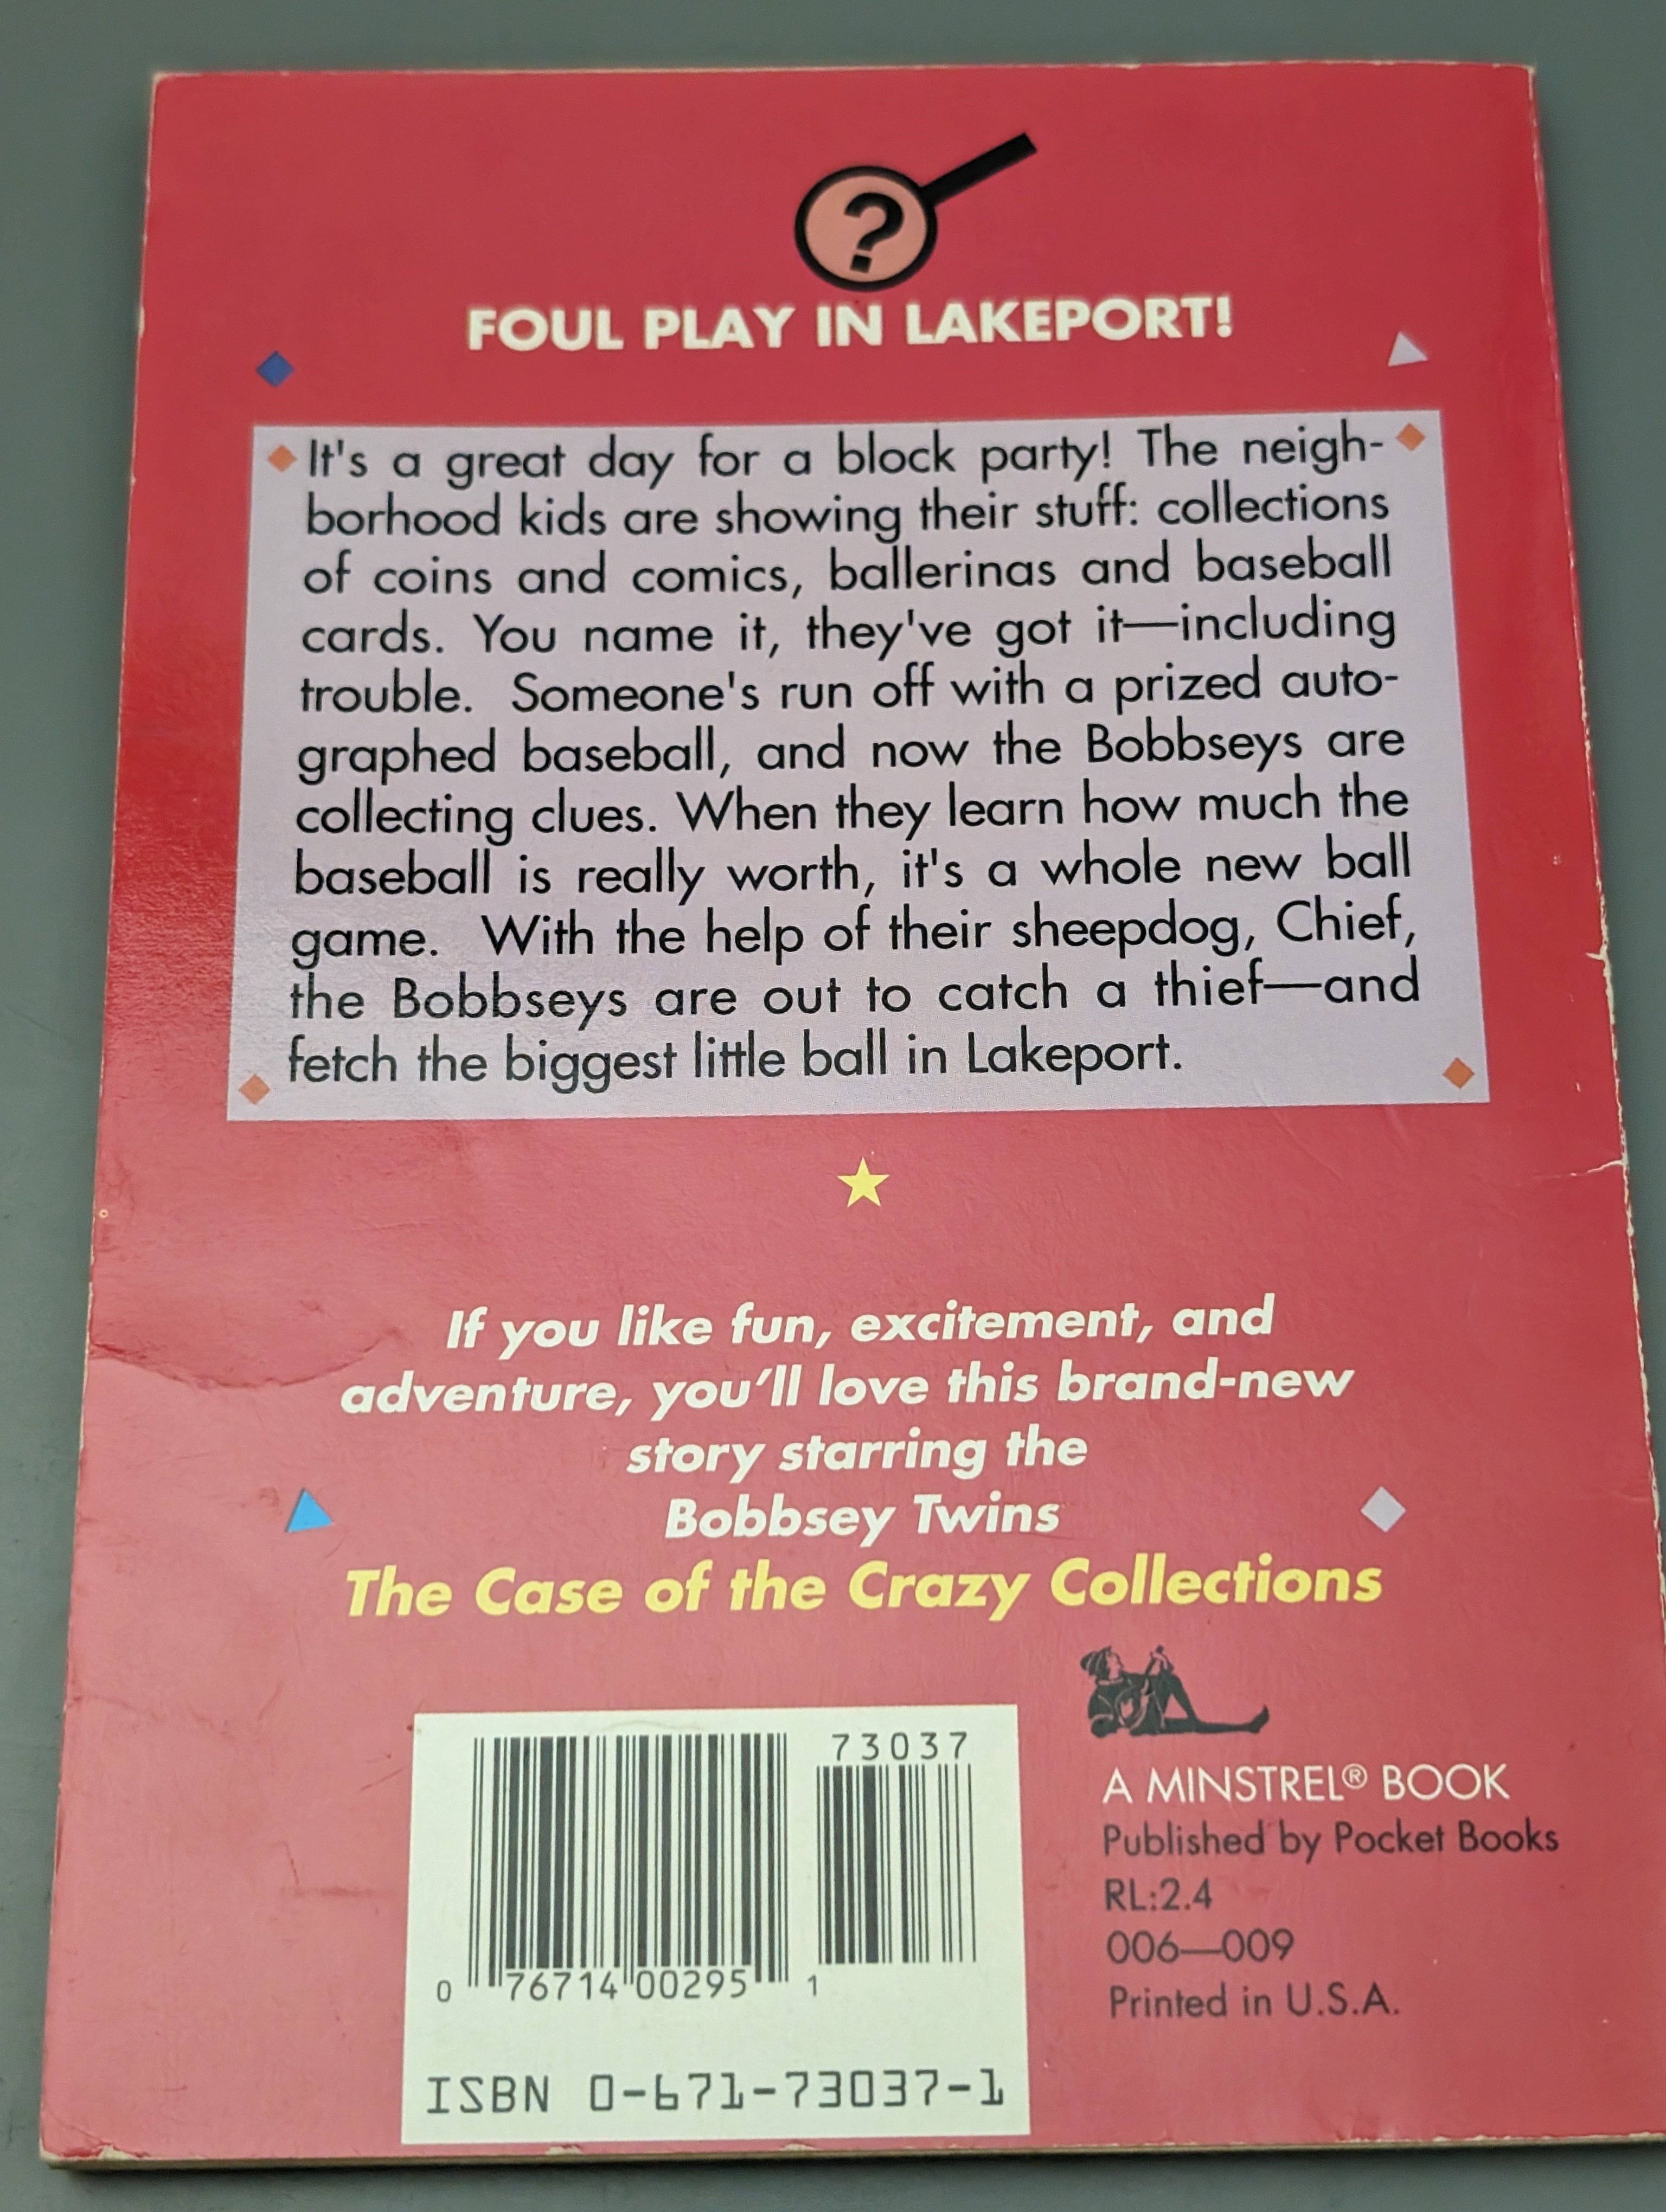 ?
FOUL PLAY IN LAKEPORT!
It's a great day for a block party! The neigh-
borhood kids are showing their stuff: collections
of coins and comics, ballerinas and baseball
cards. You name it, they've got it—including
trouble. Someone's run off with a prized auto-
graphed baseball, and now the Bobbseys are
collecting clues. When they learn how much the
baseball is really worth, it's a whole new ball
game. With the help of their sheepdog, Chief,
the Bobbseys are out to catch a thief—and
fetch the biggest little ball in Lakeport.
If you like fun, excitement, and
adventure, you'll love this brand-new
story starring the
Bobbsey Twins
The Case of the Crazy Collections
73037
0 76714 00295 1
ISBN 0-671-73037-1
A MINSTREL® BOOK
Published by Pocket Books
RL:2.4
006—009
Printed in U.S.A.